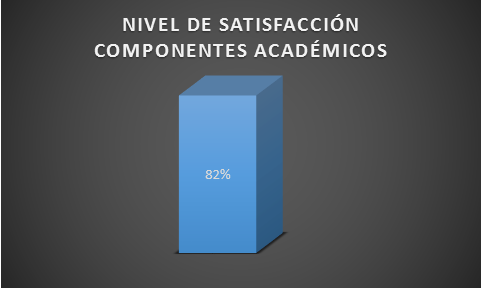 NIVEL DE SATISFACCIÓN
COMPONENTES ACADÉMICOS
82%